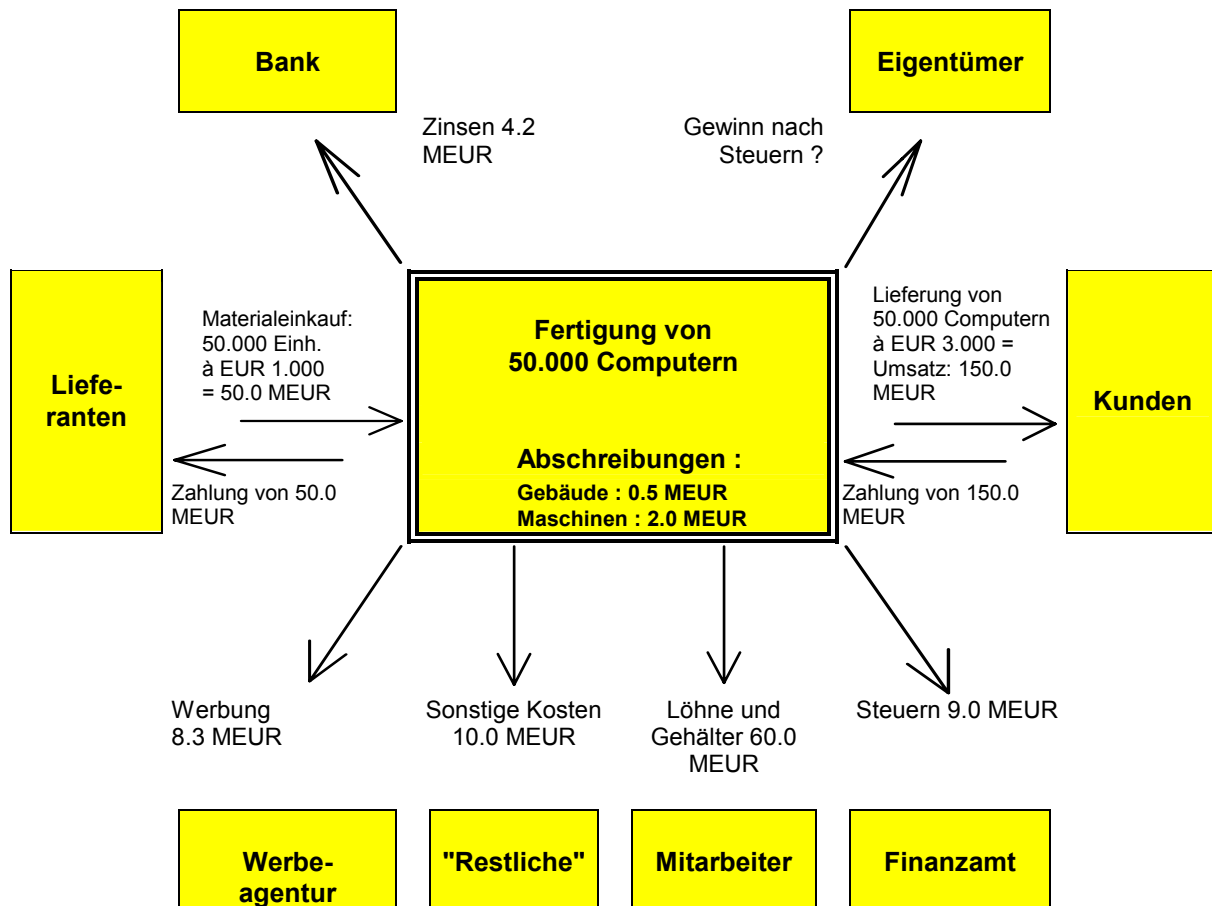 Bank
Eigentümer
Zinsen 4.2
MEUR
Gewinn nach
Steuern ?
Liefe-
ranten
Materialeinkauf:
50.000 Einh.
à EUR 1.000
= 50.0 MEUR
Zahlung von 50.0
MEUR
Fertigung von
50.000 Computern
Abschreibungen :
Gebäude : 0.5 MEUR
Maschinen : 2.0 MEUR
Lieferung von
50.000 Computern
à EUR 3.000 =
Umsatz: 150.0
MEUR
Zahlung von 150.0
MEUR
Kunden
Werbung
8.3 MEUR
Sonstige Kosten
10.0 MEUR
Löhne und
Gehälter 60.0
MEUR
Steuern 9.0 MEUR
Werbe-
agentur
"Restliche"
Mitarbeiter
Finanzamt